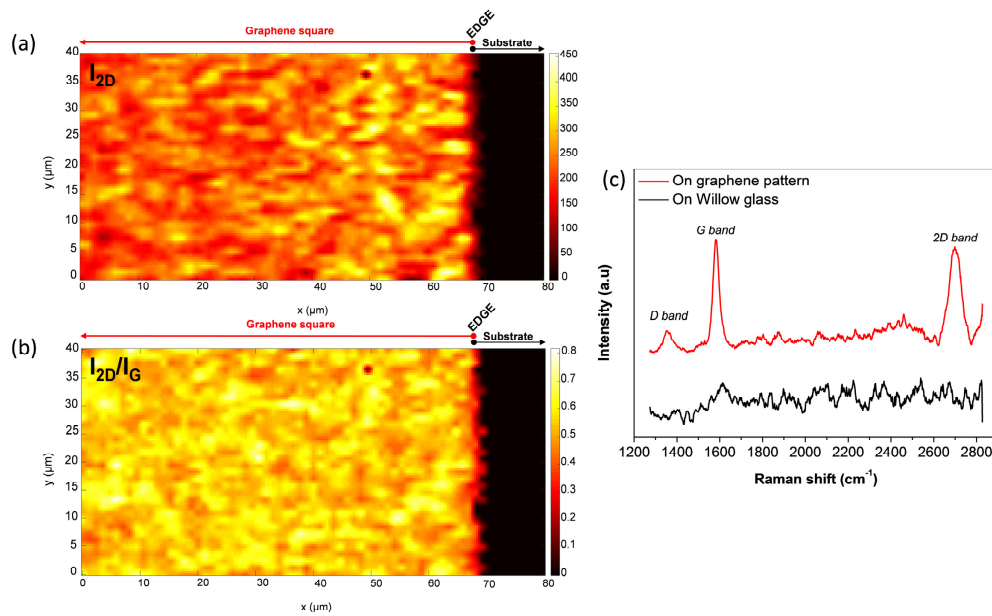 (a)
Graphene square
EDGE
Substrate
I2D
40
35
30
25
20
15
10
5
0
y (µm)
0 10 20 30 40 50 60 70 80
x (µm)
450
400
350
300
250
200
150
100
50
0
(b)
Graphene square
EDGE
Substrate
I2D/IG
40
35
30
25
20
15
10
5
0
y (µm)
0 10 20 30 40 50 60 70 80
x (µm)
0.8
0.7
0.6
0.5
0.4
0.3
0.2
0.1
0
(c)
On graphene pattern
On Willow glass
G band
2D band
D band
Intensity (a.u)
1200 1400 1600 1800 2000 2200 2400 2600 2800
Raman shift (cm-1)